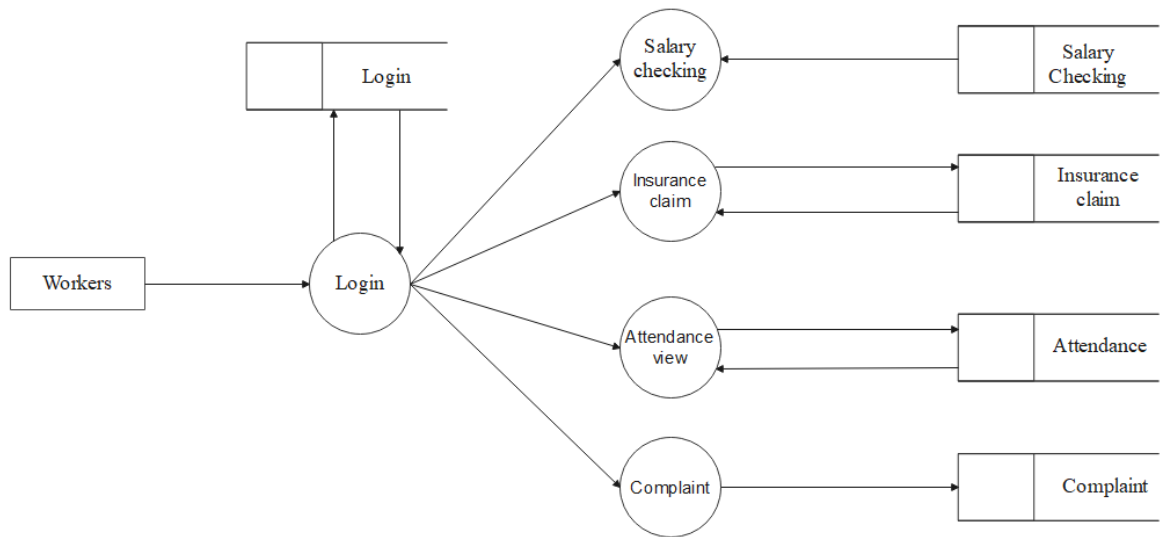 Login
Salary
checking
Salary
Checking
Insurance
claim
Insurance
claim
Workers
Login
Attendance
view
Attendance
Complaint
Complaint